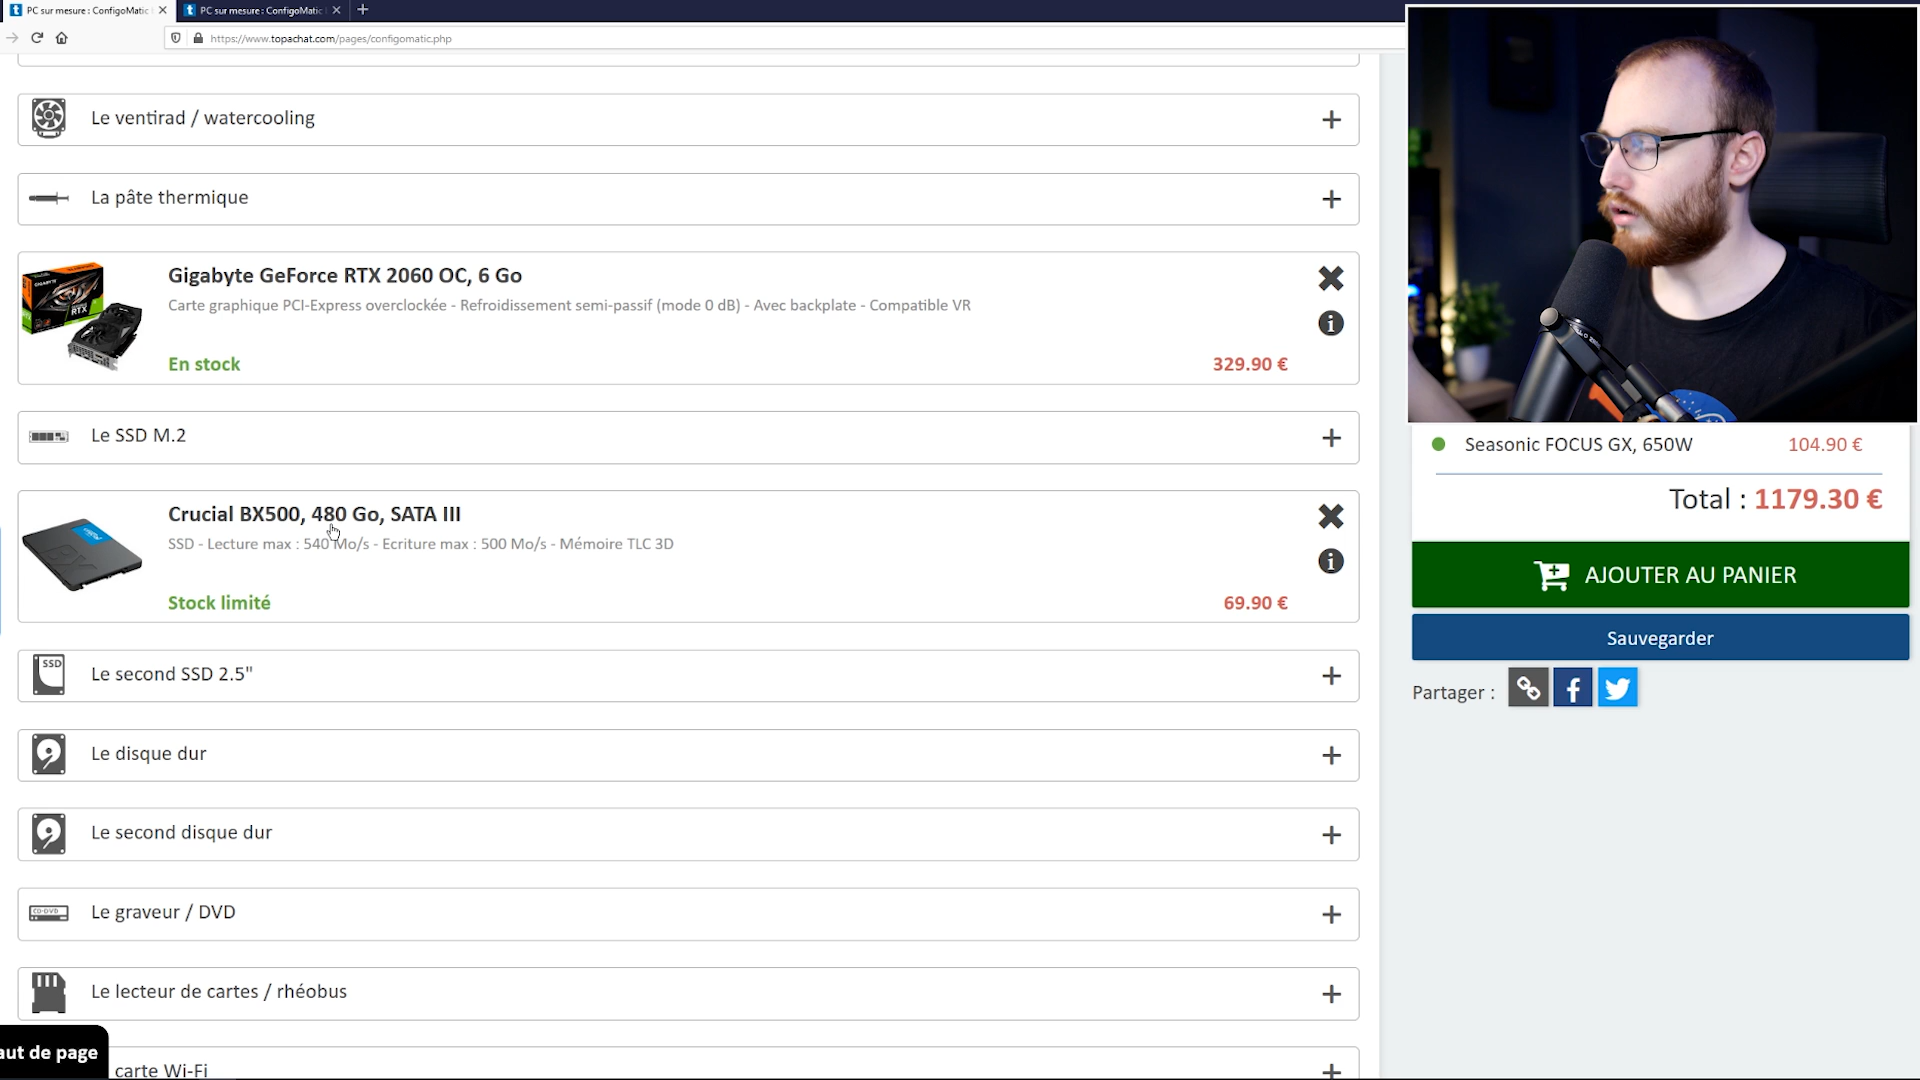 PC sur mesure : ConfigoMatic
PC sur mesure : ConfigoMatic
https://www.topachat.com/pages/configomatic.php
Le ventirad / watercooling
La pâte thermique
Gigabyte GeForce RTX 2060 OC, 6 Go
Carte graphique PCI-Express overclockée - Refroidissement semi-passif (mode 0 dB) - Avec backplate - Compatible VR
En stock
329.90 €
Le SSD M.2
Crucial BX500, 480 Go, SATA III
SSD - Lecture max : 540 Mo/s - Ecriture max : 500 Mo/s - Mémoire TLC 3D
Stock limité
69.90 €
SSD
Le second SSD 2.5"
Le disque dur
Le second disque dur
CD-DVD
Le graveur / DVD
Le lecteur de cartes / rhéobus
aut de page
carte Wi-Fi
Seasonic FOCUS GX, 650W
104.90 €
Total : 1179.30 €
AJOUTER AU PANIER
Sauvegarder
Partager :